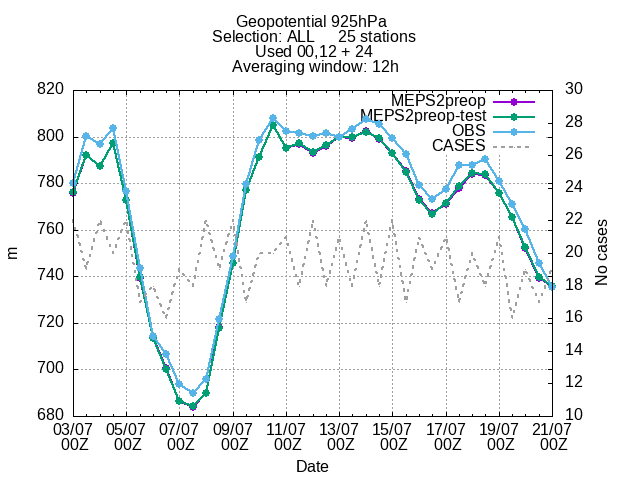 Geopotential 925hPa
Selection: ALL 25 stations
Used 00,12 + 24
Averaging window: 12h
MEPS2preop
MEPS2preop-test
OBS
CASES
820
800
780
760
740
720
700
680
m
30
28
26
24
22
20
18
16
14
12
10
No cases
03/07 05/07 07/07 09/07 11/07 13/07 15/07 17/07 19/07 21/07
00Z 00Z 00Z 00Z 00Z 00Z 00Z 00Z 00Z 00Z
Date